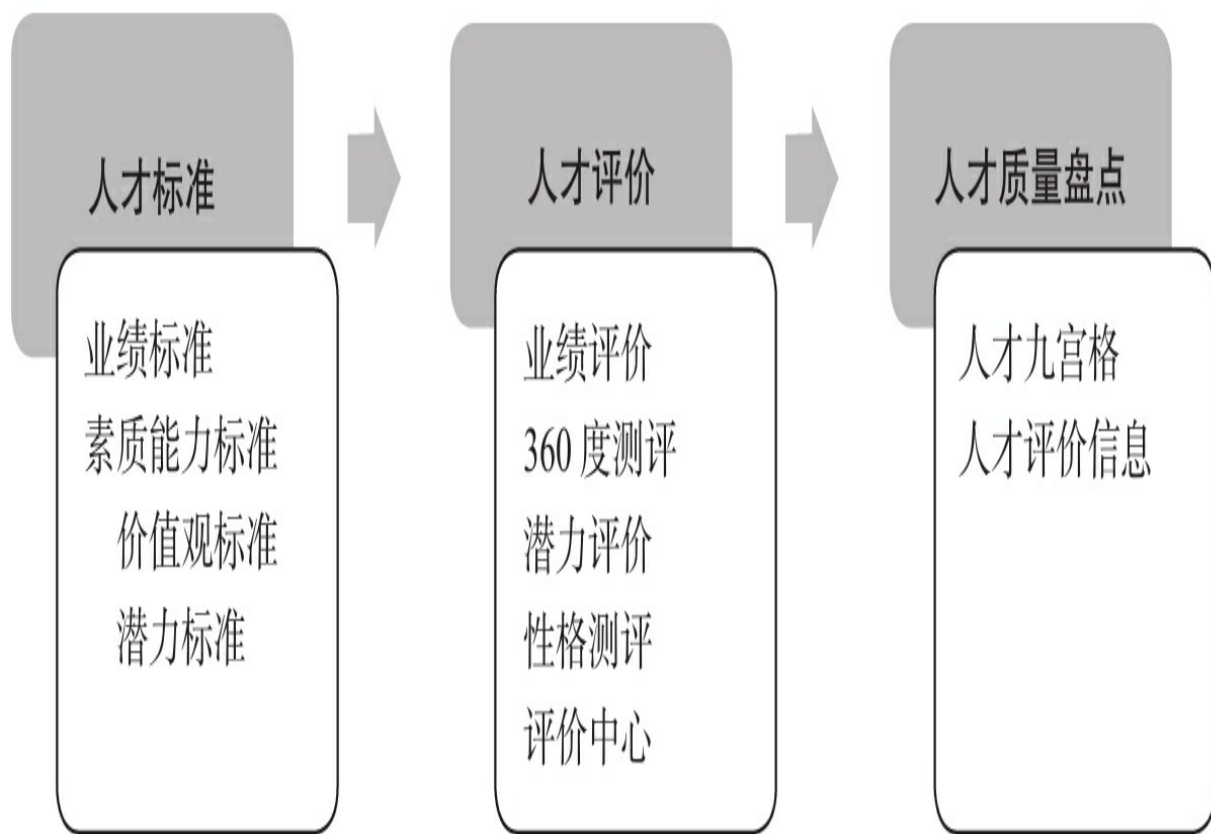 人才标准
业绩标准
素质能力标准
价值观标准
潜力标准
人才评价
业绩评价
360度测评
潜力评价
性格测评
评价中心
人才质量盘点
人才九宫格
人才评价信息